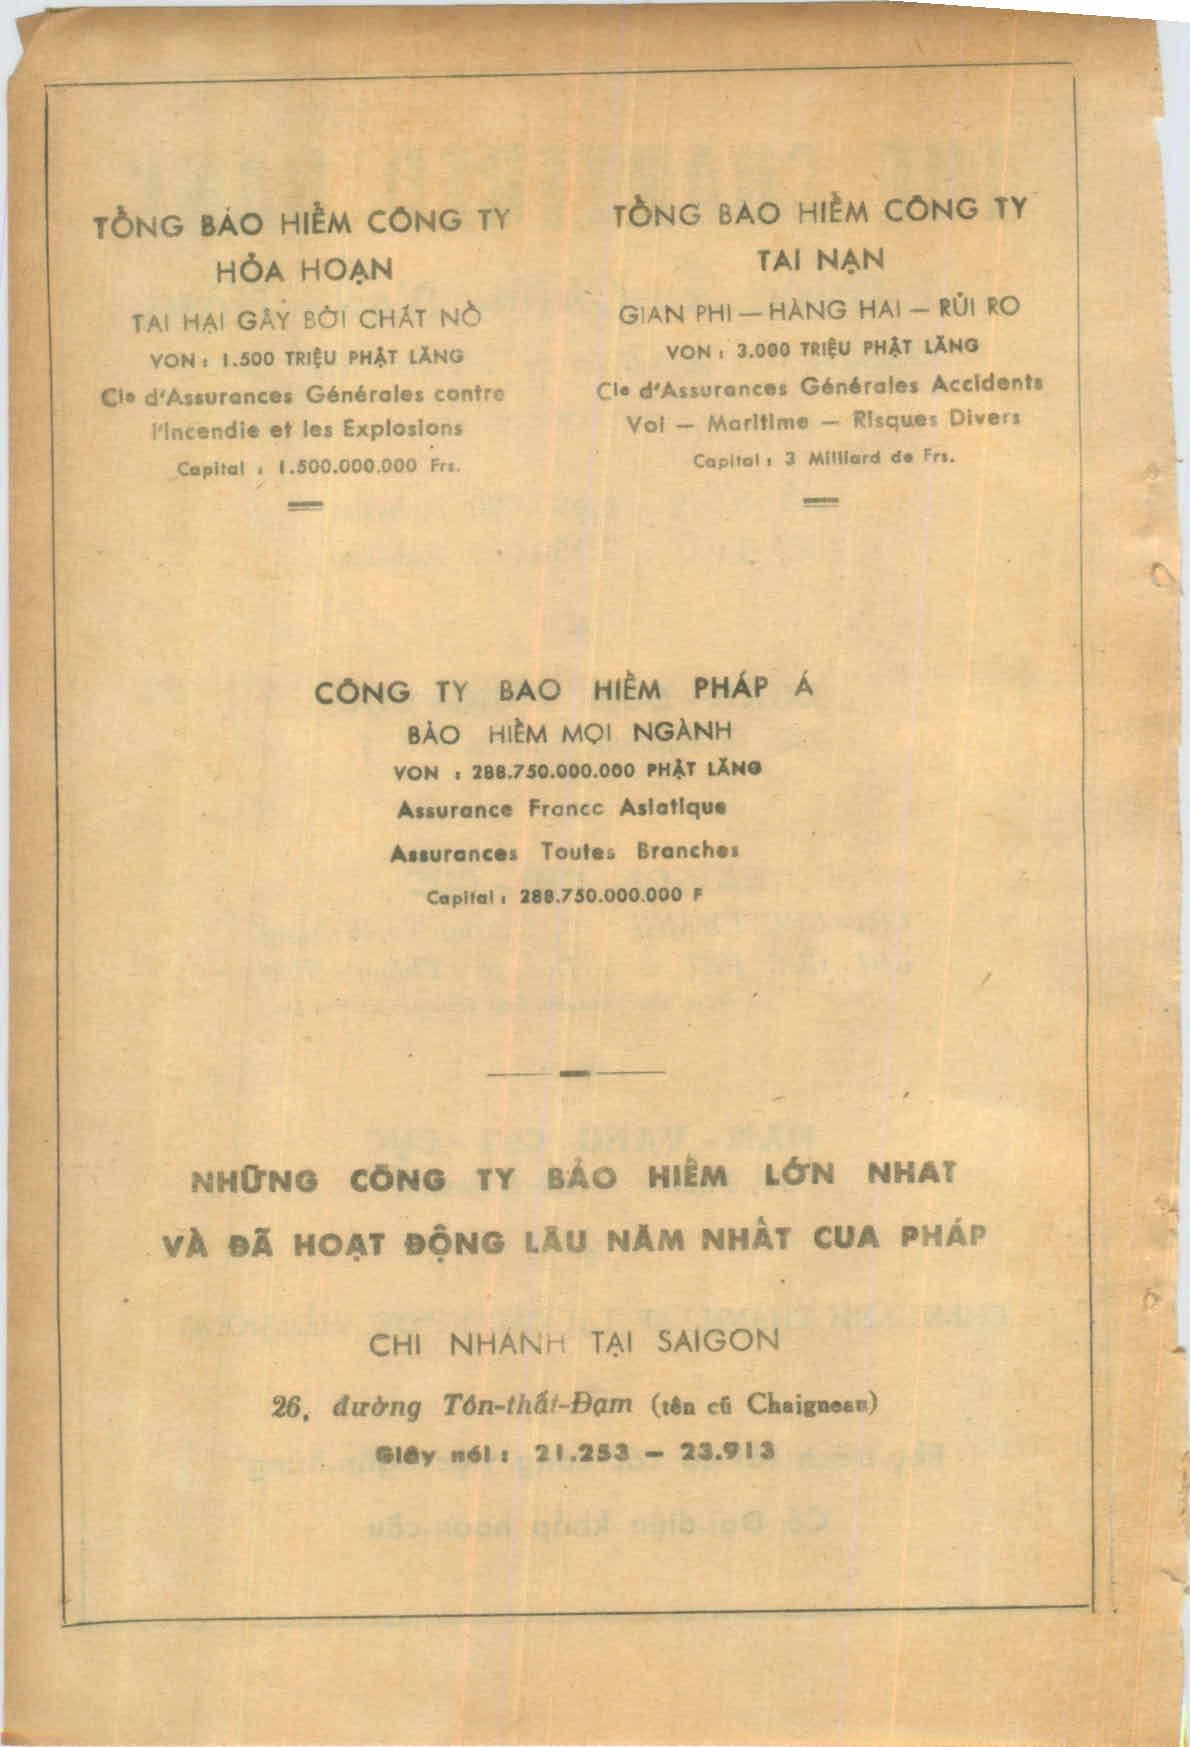 TỔNG BẢO HIỂM CÔNG TY
HỎA HOẠN
TAI HẠI GÂY BỞI CHẤT NỔ
VON : 1.500 TRIỆU PHẬT LĂNG
Cie d'Assurances Générales contre
l'Incendie et les Explosions
Capital : 1.500.000.000 Frs.
TỔNG BAO HIỂM CÔNG TY
TAI NẠN
GIAN PHI — HÀNG HAI — RỦI RO
VON : 3.000 TRIỆU PHẬT LĂNG
Cie d'Assurances Générales Accidents
Vol — Maritime — Risques Divers
Capital : 3 Milliard de Frs.
CÔNG TY BAO HIỂM PHÁP Á
BẢO HIỂM MỌI NGÀNH
VON : 288.750.000.000 PHẬT LĂNG
Assurance Francc Asiatique
Assurances Toutes Branches
Capital : 288.750.000.000 F
NHỮNG CÔNG TY BẢO HIỂM LỚN NHAT
VÀ ĐÃ HOẠT ĐỘNG LÂU NĂM NHẤT CUA PHÁP
CHI NHÁNH TẠI SAIGON
26, đường Tôn-thất-Đạm (tên cũ Chaigneau)
Giây nói : 21.253 — 23.913